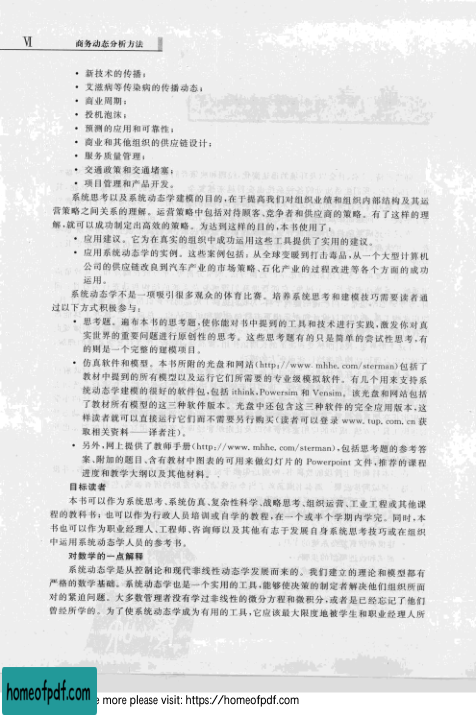 Ⅵ 商务动态分析方法
• 新技术的传播；
• 艾滋病等传染病的传播动态；
• 商业周期；
• 投机泡沫；
• 预测的应用和可靠性；
• 商业和其他组织的供应链设计；
• 服务质量管理；
• 交通政策和交通堵塞；
• 项目管理和产品开发。
系统思考以及系统动态学建模的目的，在于提高我们对组织业绩和组织内部结构及其运
营策略之间关系的理解。运营策略中包括对待顾客、竞争者和供应商的策略。有了这样的理
解，就可以成功制定出高效的策略。为达到这样的目的，本书使用了：
• 应用建议。它为在真实的组织中成功运用这些工具提供了实用的建议。
• 应用系统动态学的实例。这些案例包括：从全球变暖到打击毒品，从一个大型计算机
公司的供应链改良到汽车产业的市场策略、石化产业的过程改进等各个方面的成功
运用。
系统动态学不是一项吸引很多观众的体育比赛。培养系统思考和建模技巧需要读者通
过以下方式积极参与：
• 思考题。遍布本书的思考题，使你能对书中提到的工具和技术进行实践，激发你对真
实世界的重要问题进行原创性的思考。这些思考题有的只是简单的尝试性思考，有
的则是一个完整的建模项目。
• 仿真软件和模型。本书所附的光盘和网站(http://www.mhhe.com/sterman)包括了
教材中提到的所有模型以及运行它们所需要的专业级模拟软件。有几个用来支持系
统动态学建模的很好的软件包，包括 ithink，Powersim 和 Vensim。该光盘和网站包括
了教材所有模型的这三种软件版本。光盘中还包含这三种软件的完全应用版本，这
样读者就可以直接运行它们而不需要另行购买(读者可以登录 www.tup.com.cn 获
取相关资料——译者注)。
• 另外，网上提供了教师手册(http://www.mhhe.com/sterman)，包括思考题的参考答
案、附加的题目、含有教材中图表的可用来做幻灯片的 Powerpoint 文件，推荐的课程
进度和教学大纲以及其他材料。
目标读者
本书可以作为系统思考、系统仿真、复杂性科学、战略思考、组织运营、工业工程或其他课
程的教科书；也可以作为行政人员培训或自学的教程，在一个或半个学期内学完。同时，本
书也可以作为职业经理人、工程师、咨询师以及其他有志于发展自身系统思考技巧或在组织
中运用系统动态学人员的参考书。
对数学的一点解释
系统动态学是从控制论和现代非线性动态学发展而来的。我们建立的理论和模型都有
严格的数学基础。系统动态学也是一个实用的工具，能够使决策的制定者解决他们组织所面
对的紧迫问题。大多数管理者没有学过非线性的微分方程和微积分，或者是已经忘记了他们
曾经所学的。为了使系统动态学成为有用的工具，它应该最大限度地被学生和职业经理人所
homeofpdf.com
e more please visit: https://homeofpdf.com